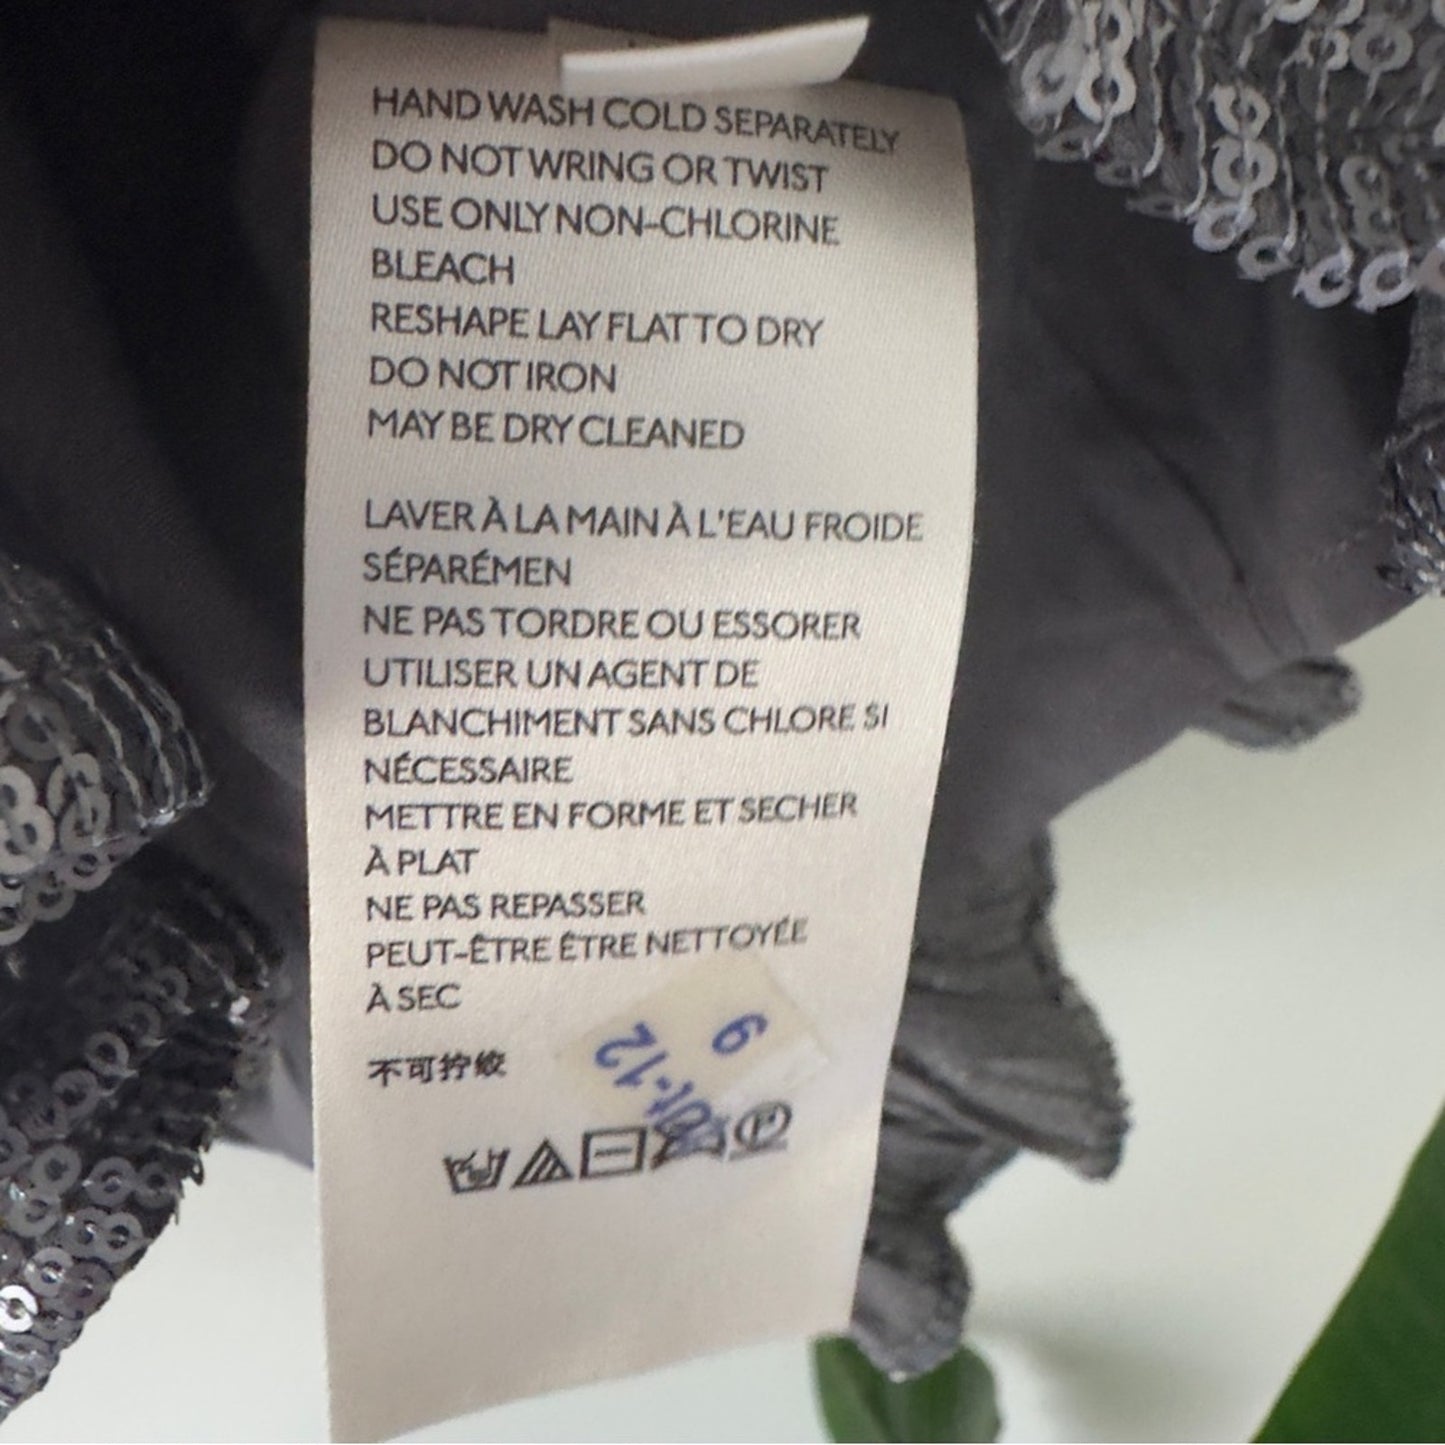 HAND WASH COLD SEPARATELY
DO NOT WRING OR TWIST
USE ONLY NON-CHLORINE
BLEACH
RESHAPE LAY FLAT TO DRY
DO NOT IRON
MAY BE DRY CLEANED
LAVER À LA MAIN À L'EAU FROIDE
SÉPARÉMEN
NE PAS TORDRE OU ESSORER
UTILISER UN AGENT DE
BLANCHIMENT SANS CHLORE SI
NÉCESSAIRE
METTRE EN FORME ET SECHER
À PLAT
NE PAS REPASSER
PEUT-ÊTRE ÊTRE NETTOYÉE
À SEC
不可拧绞
P